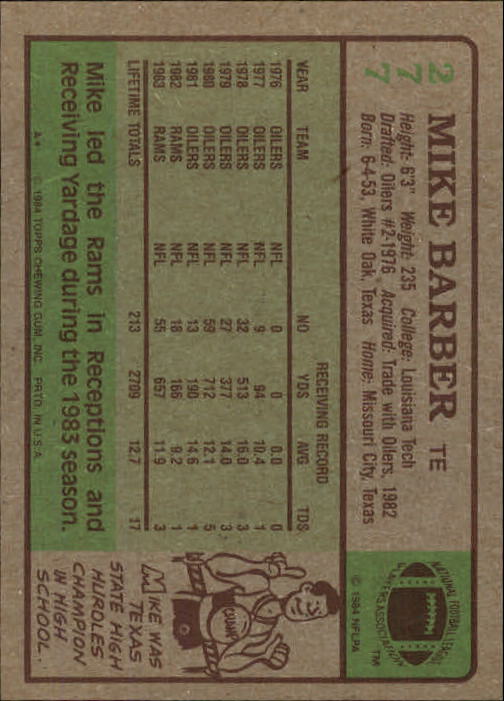 277
MIKE BARBER TE
Height: 6'3" Weight: 235 College: Louisiana Tech
Drafted: Oilers #2-1976 Acquired: Trade with Oilers, 1982
Born: 6-4-53, White Oak, Texas Home: Missouri City, Texas
NATIONAL FOOTBALL LEAGUE
PLAYERS ASSOCIATION
TM
© 1984 NFLPA
RECEIVING RECORD
YEAR TEAM NO YDS AVG TDS
1976 OILERS NFL 0 0 0.0 0
1977 OILERS NFL 9 94 10.4 1
1978 OILERS NFL 32 513 16.0 3
1979 OILERS NFL 27 377 14.0 3
1980 OILERS NFL 59 712 12.1 5
1981 OILERS NFL 13 190 14.6 1
1982 RAMS NFL 18 166 9.2 1
1983 RAMS NFL 55 657 11.9 3
LIFETIME TOTALS 213 2709 12.7 17
Mike led the Rams in Receptions and
Receiving Yardage during the 1983 season.
A* © 1984 TOPPS CHEWING GUM, INC. PRTD. IN U.S.A.
MIKE WAS
TEXAS
STATE HIGH
HURDLES
CHAMPION
IN HIGH
SCHOOL.